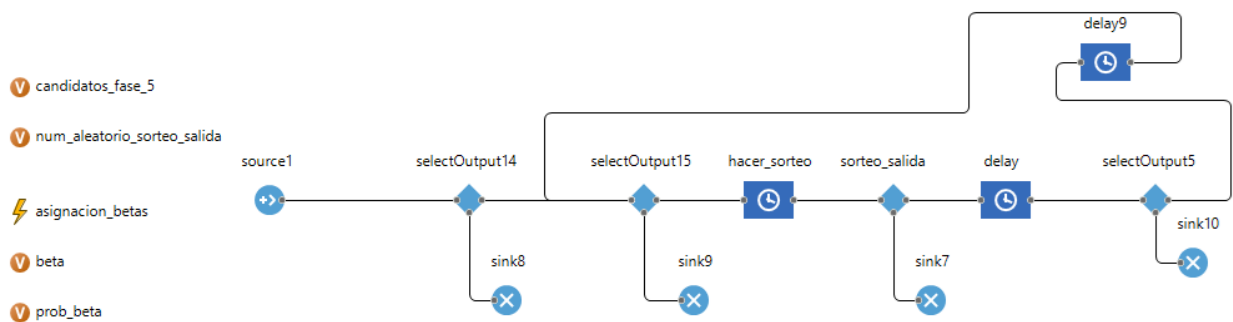 delay9
candidatos_fase_5
num_aleatorio_sorteo_salida
source1
selectOutput14
selectOutput15
hacer_sorteo
sorteo_salida
delay
selectOutput5
asignacion_betas
sink10
beta
sink8
sink9
sink7
prob_beta